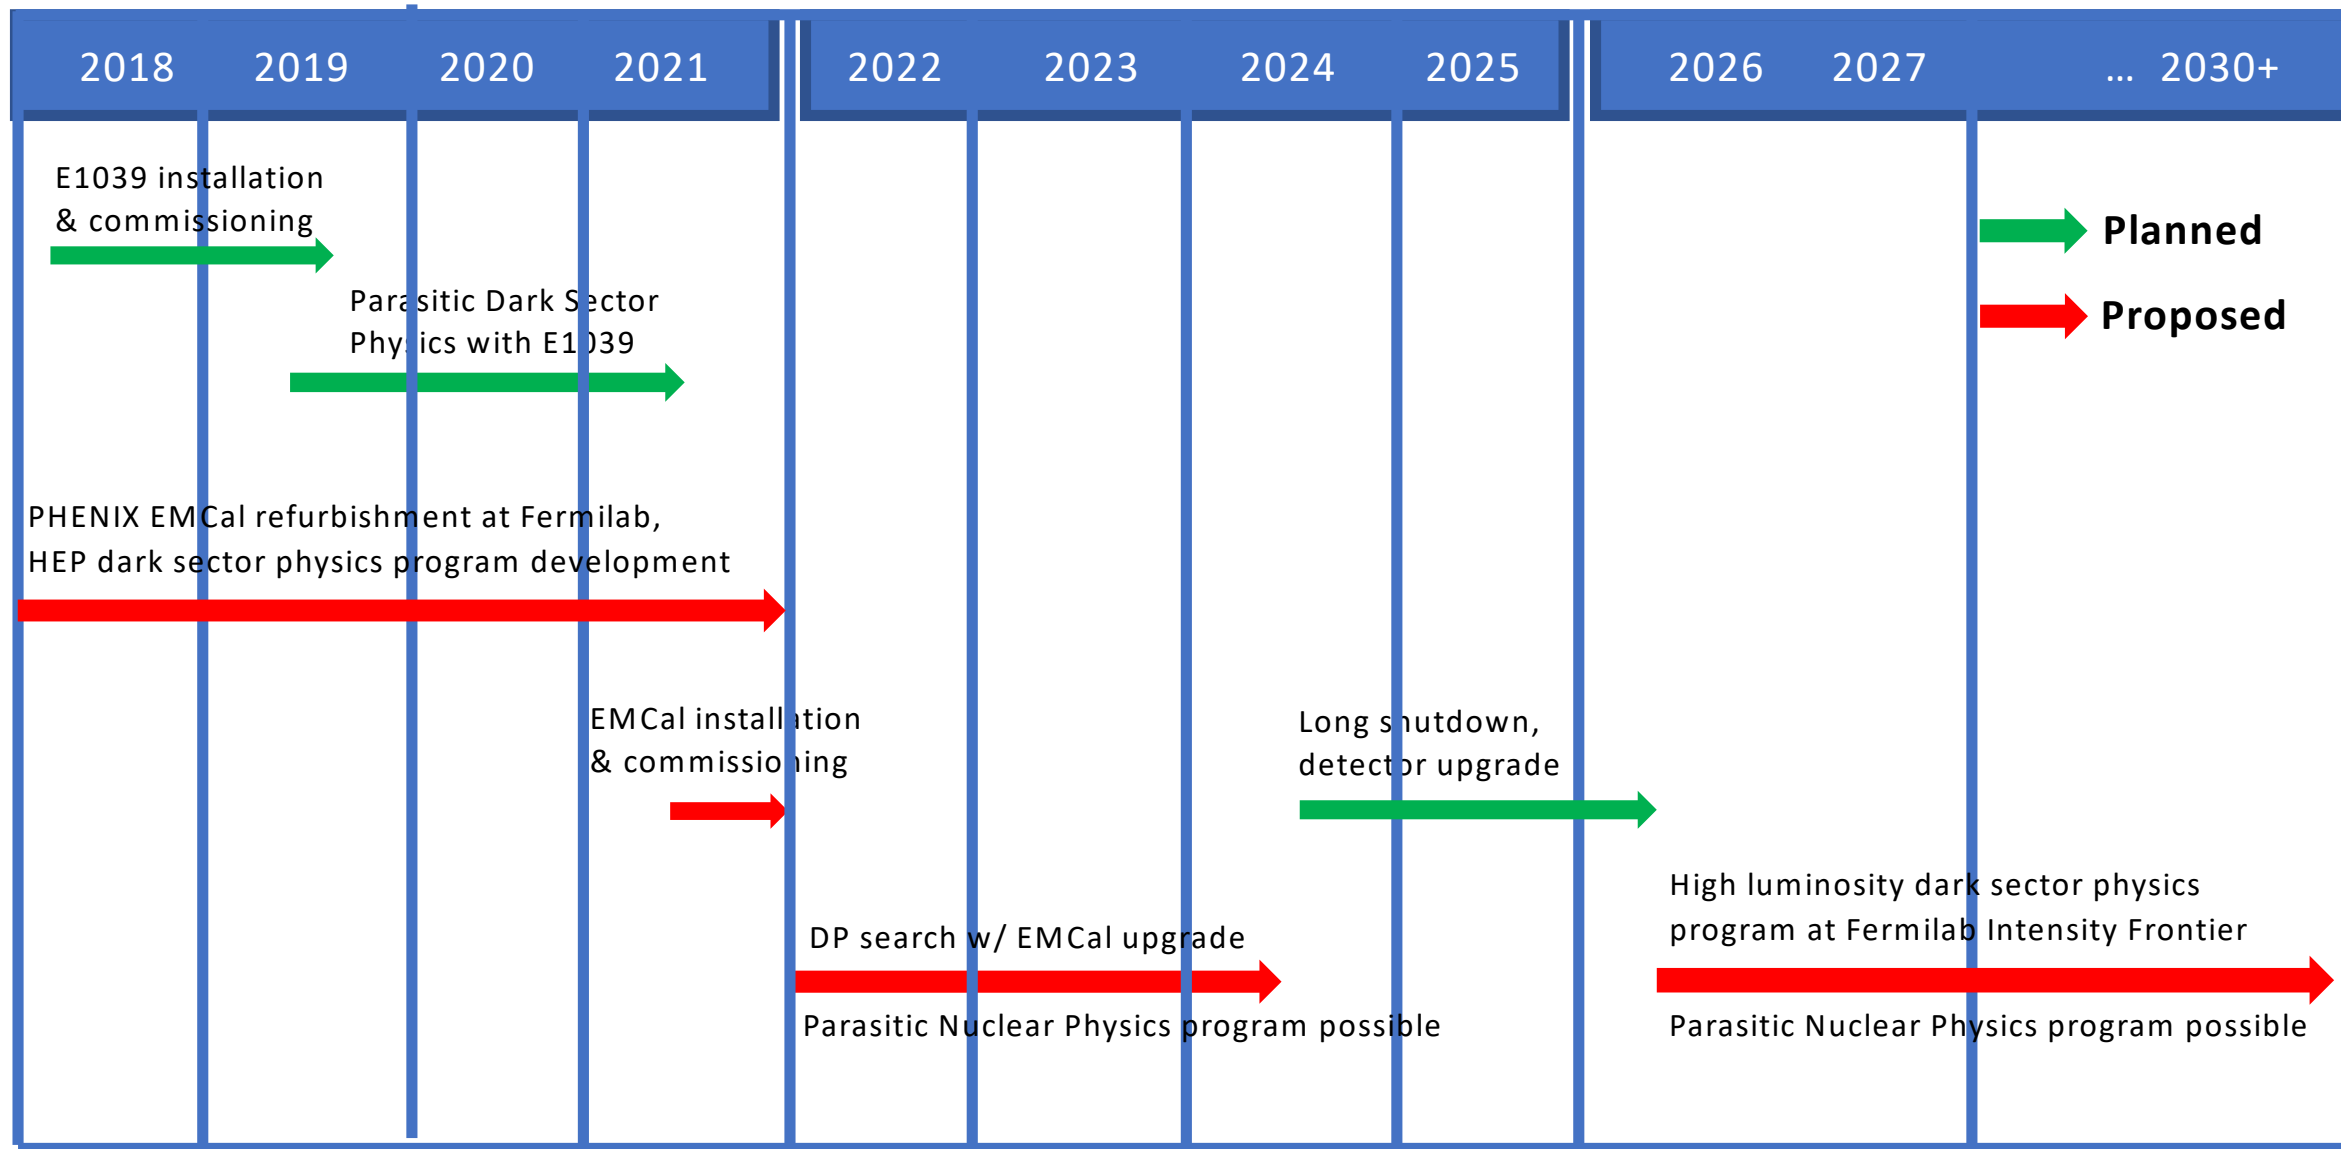 2018 2019 2020 2021 2022 2023 2024 2025 2026 2027 ... 2030+
E1039 installation
& commissioning
Planned
Parasitic Dark Sector
Physics with E1039
Proposed
PHENIX EMCal refurbishment at Fermilab,
HEP dark sector physics program development
EMCal installation
& commissioning
Long shutdown,
detector upgrade
DP search w/ EMCal upgrade
Parasitic Nuclear Physics program possible
High luminosity dark sector physics
program at Fermilab Intensity Frontier
Parasitic Nuclear Physics program possible